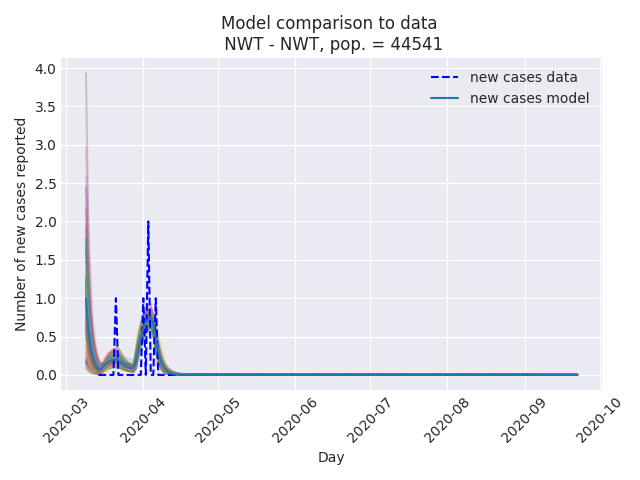 Model comparison to data
NWT - NWT, pop. = 44541
new cases data
new cases model
Number of new cases reported
4.0
3.5
3.0
2.5
2.0
1.5
1.0
0.5
0.0
2020-03
2020-04
2020-05
2020-06
2020-07
2020-08
2020-09
2020-10
Day